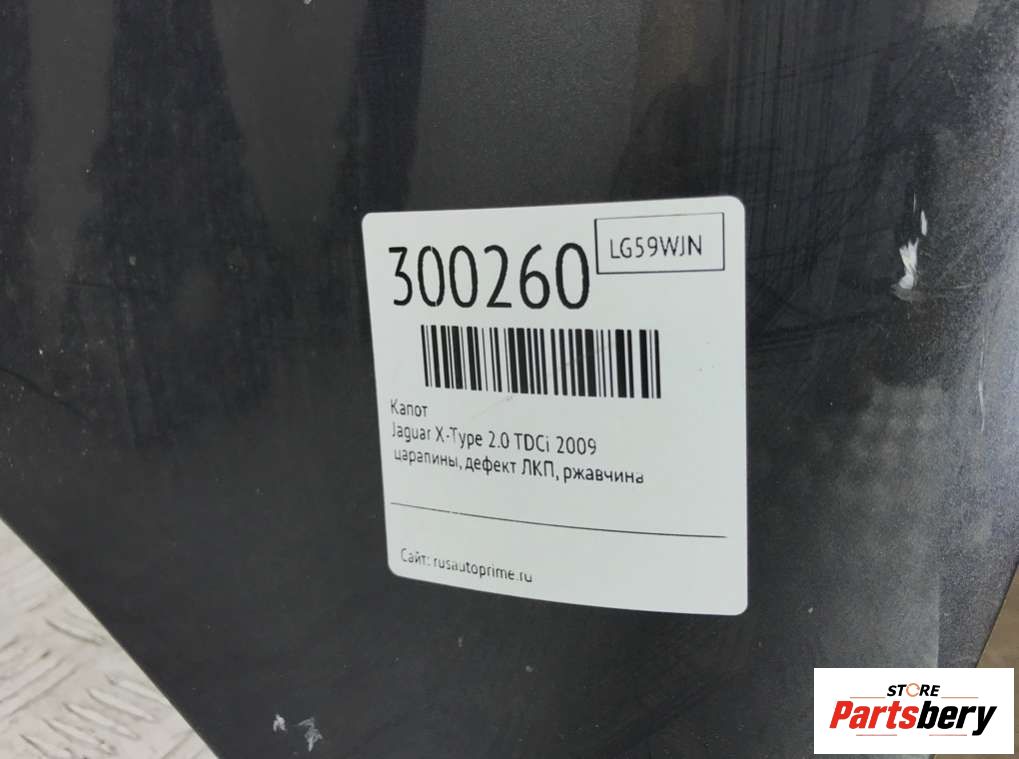 300260
LG59WJN
Капот
Jaguar X-Type 2.0 TDCi 2009
царапины, дефект ЛКП, ржавчина
Сайт: rusautoprime.ru
STORE
Partsbery